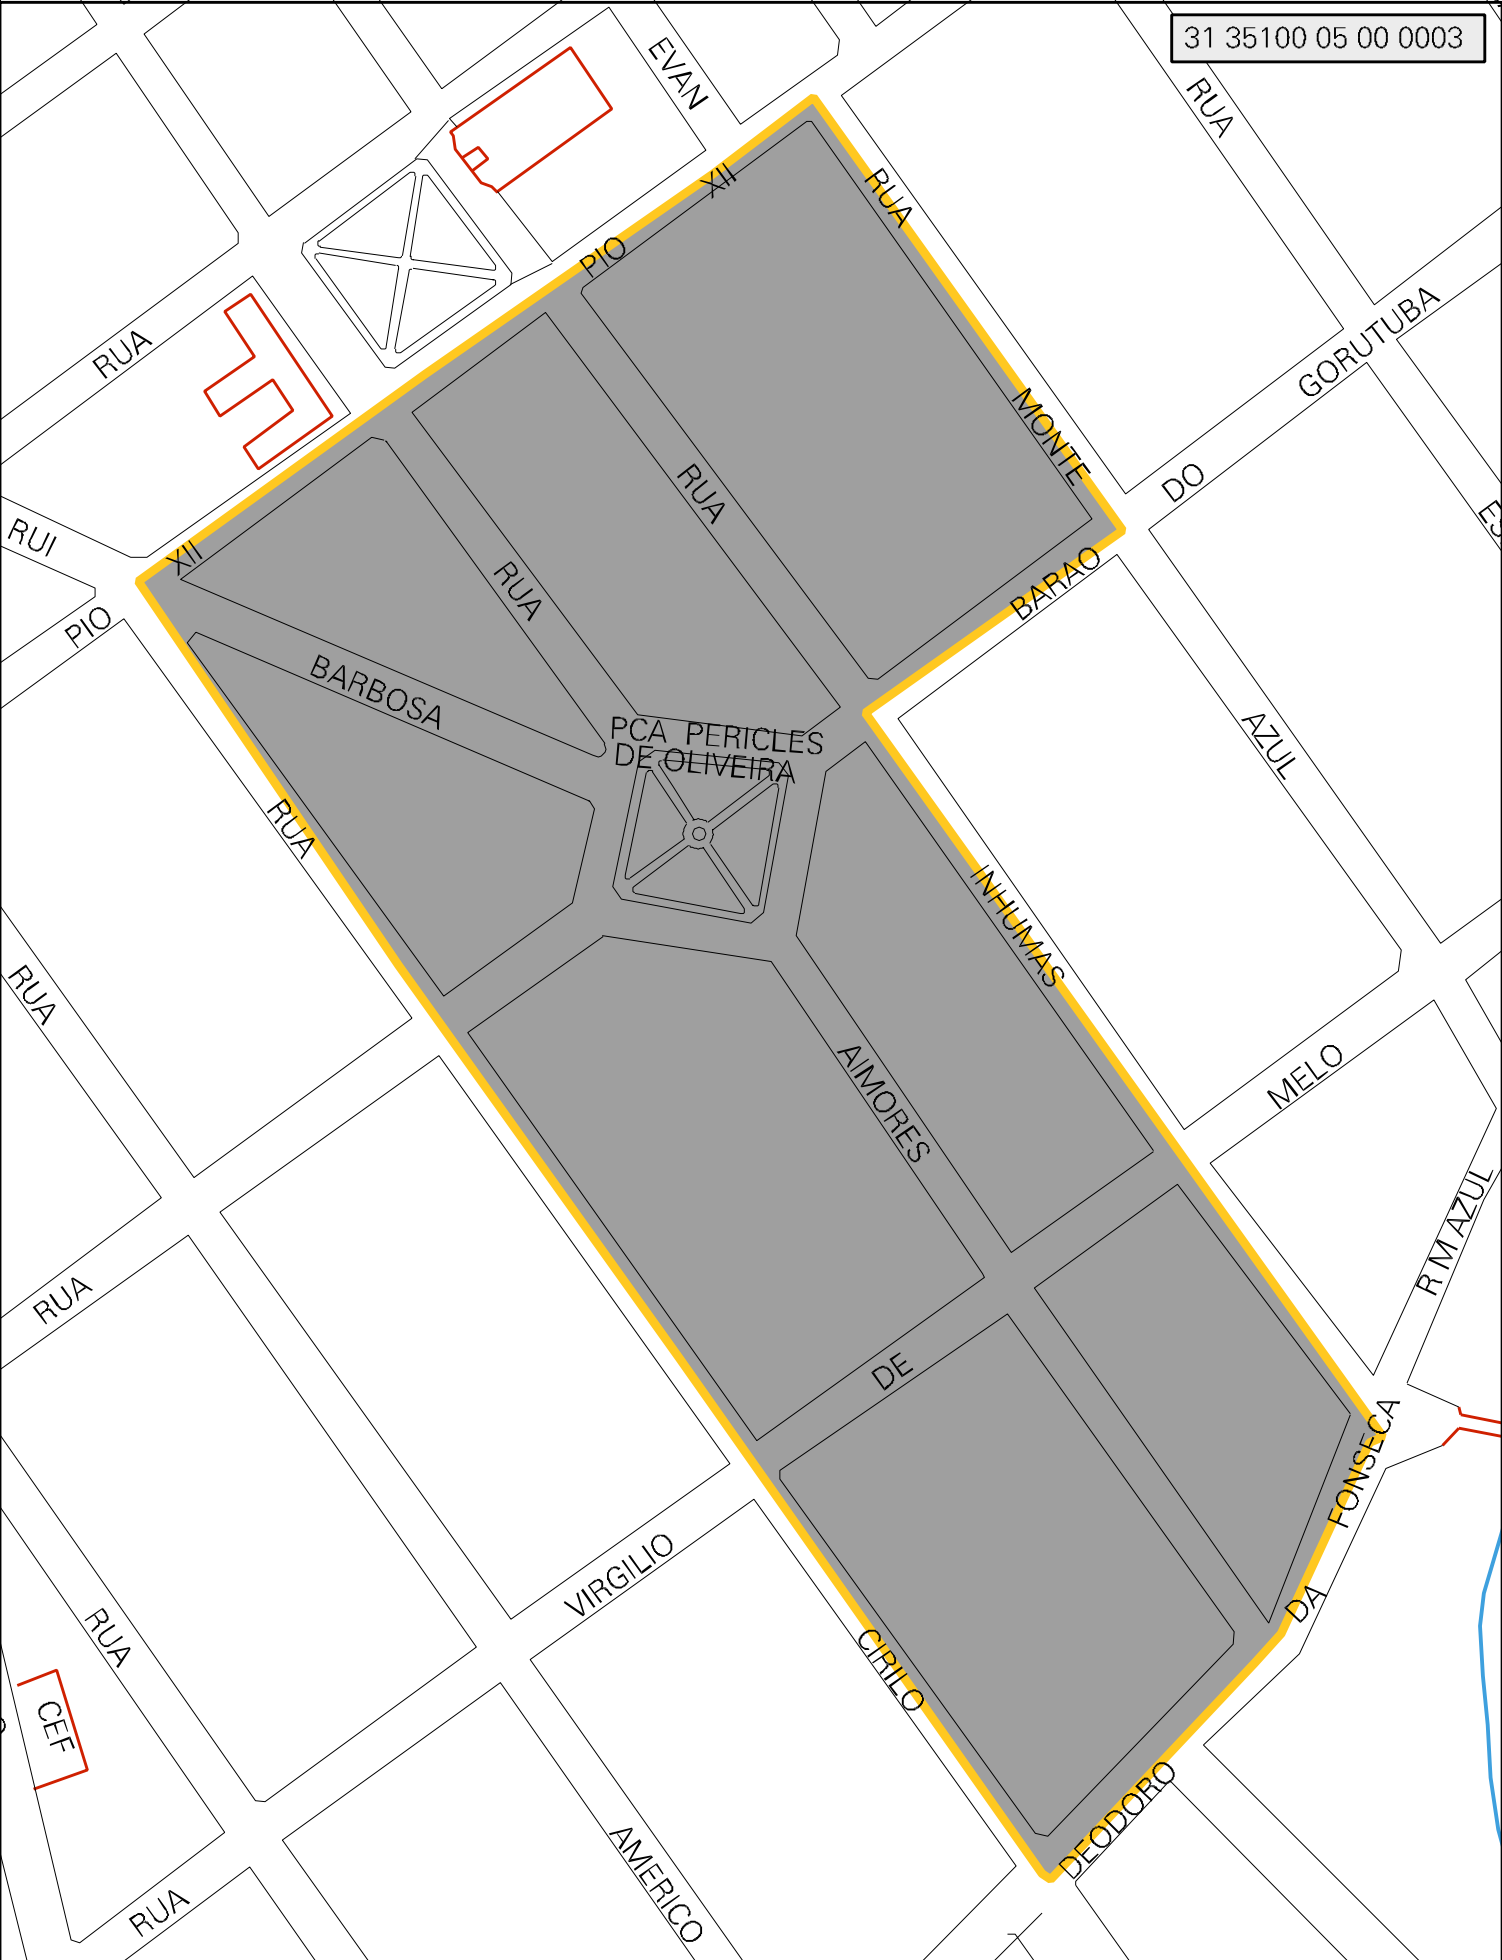 31 35100 05 00 0003
EVAN
RUA
XII
RUA
PIO
RUA
GORUTUBA
MONTE
DO
RUA
RUI
XII
BARAO
RUA
PIO
BARBOSA
PCA PERICLES
DE OLIVEIRA
AZUL
RUA
INHUMAS
RUA
AIMORES
MELO
R M AZUL
RUA
DE
FONSECA
VIRGILIO
DA
RUA
CIRILO
CEF
DEODORO
AMERICO
RUA